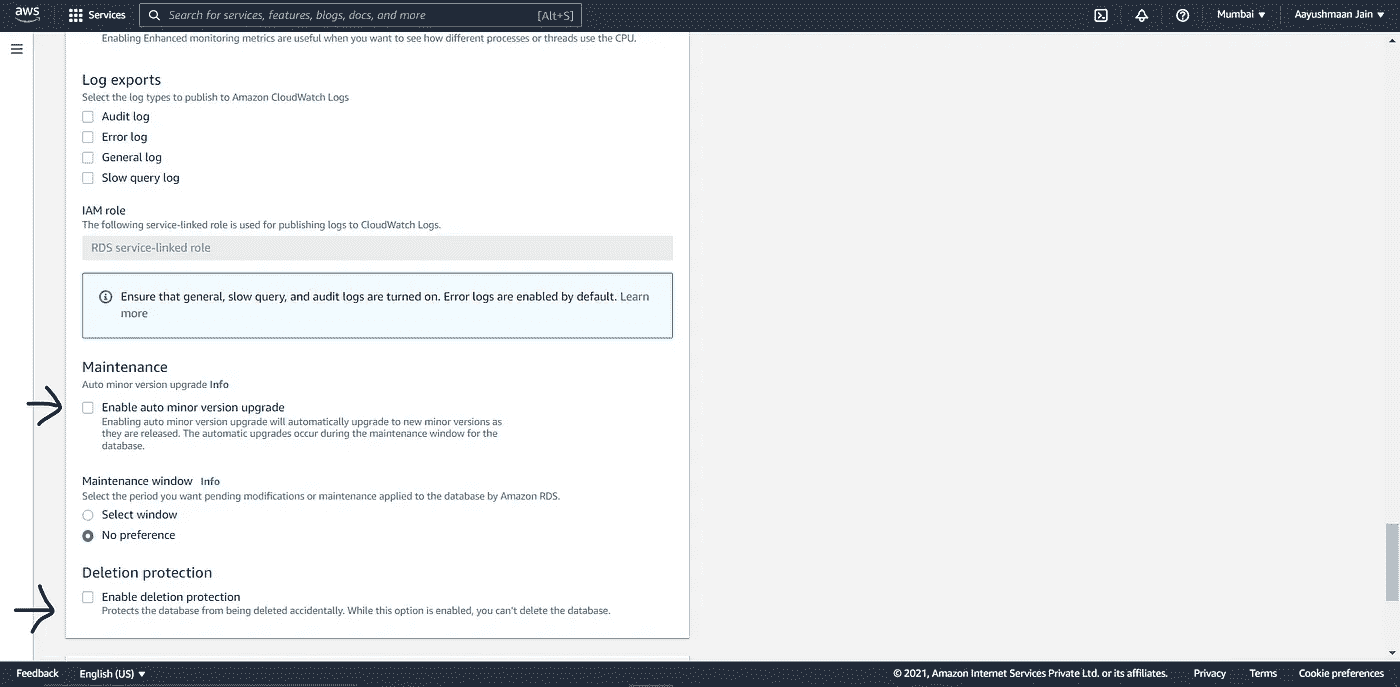 aws
Services
Search for services, features, blogs, docs, and more
[Alt+S]
Mumbai
Aayushmaan Jain
Enabling Enhanced monitoring metrics are useful when you want to see how different processes or threads use the CPU.
Log exports
Select the log types to publish to Amazon CloudWatch Logs
Audit log
Error log
General log
Slow query log
IAM role
The following service-linked role is used for publishing logs to CloudWatch Logs.
RDS service-linked role
Ensure that general, slow query, and audit logs are turned on. Error logs are enabled by default. Learn
more
Maintenance
Auto minor version upgrade Info
Enable auto minor version upgrade
Enabling auto minor version upgrade will automatically upgrade to new minor versions as
they are released. The automatic upgrades occur during the maintenance window for the
database.
Maintenance window Info
Select the period you want pending modifications or maintenance applied to the database by Amazon RDS.
Select window
No preference
Deletion protection
Enable deletion protection
Protects the database from being deleted accidentally. While this option is enabled, you can't delete the database.
Feedback
English (US)
© 2021, Amazon Internet Services Private Ltd. or its affiliates.
Privacy
Terms
Cookie preferences